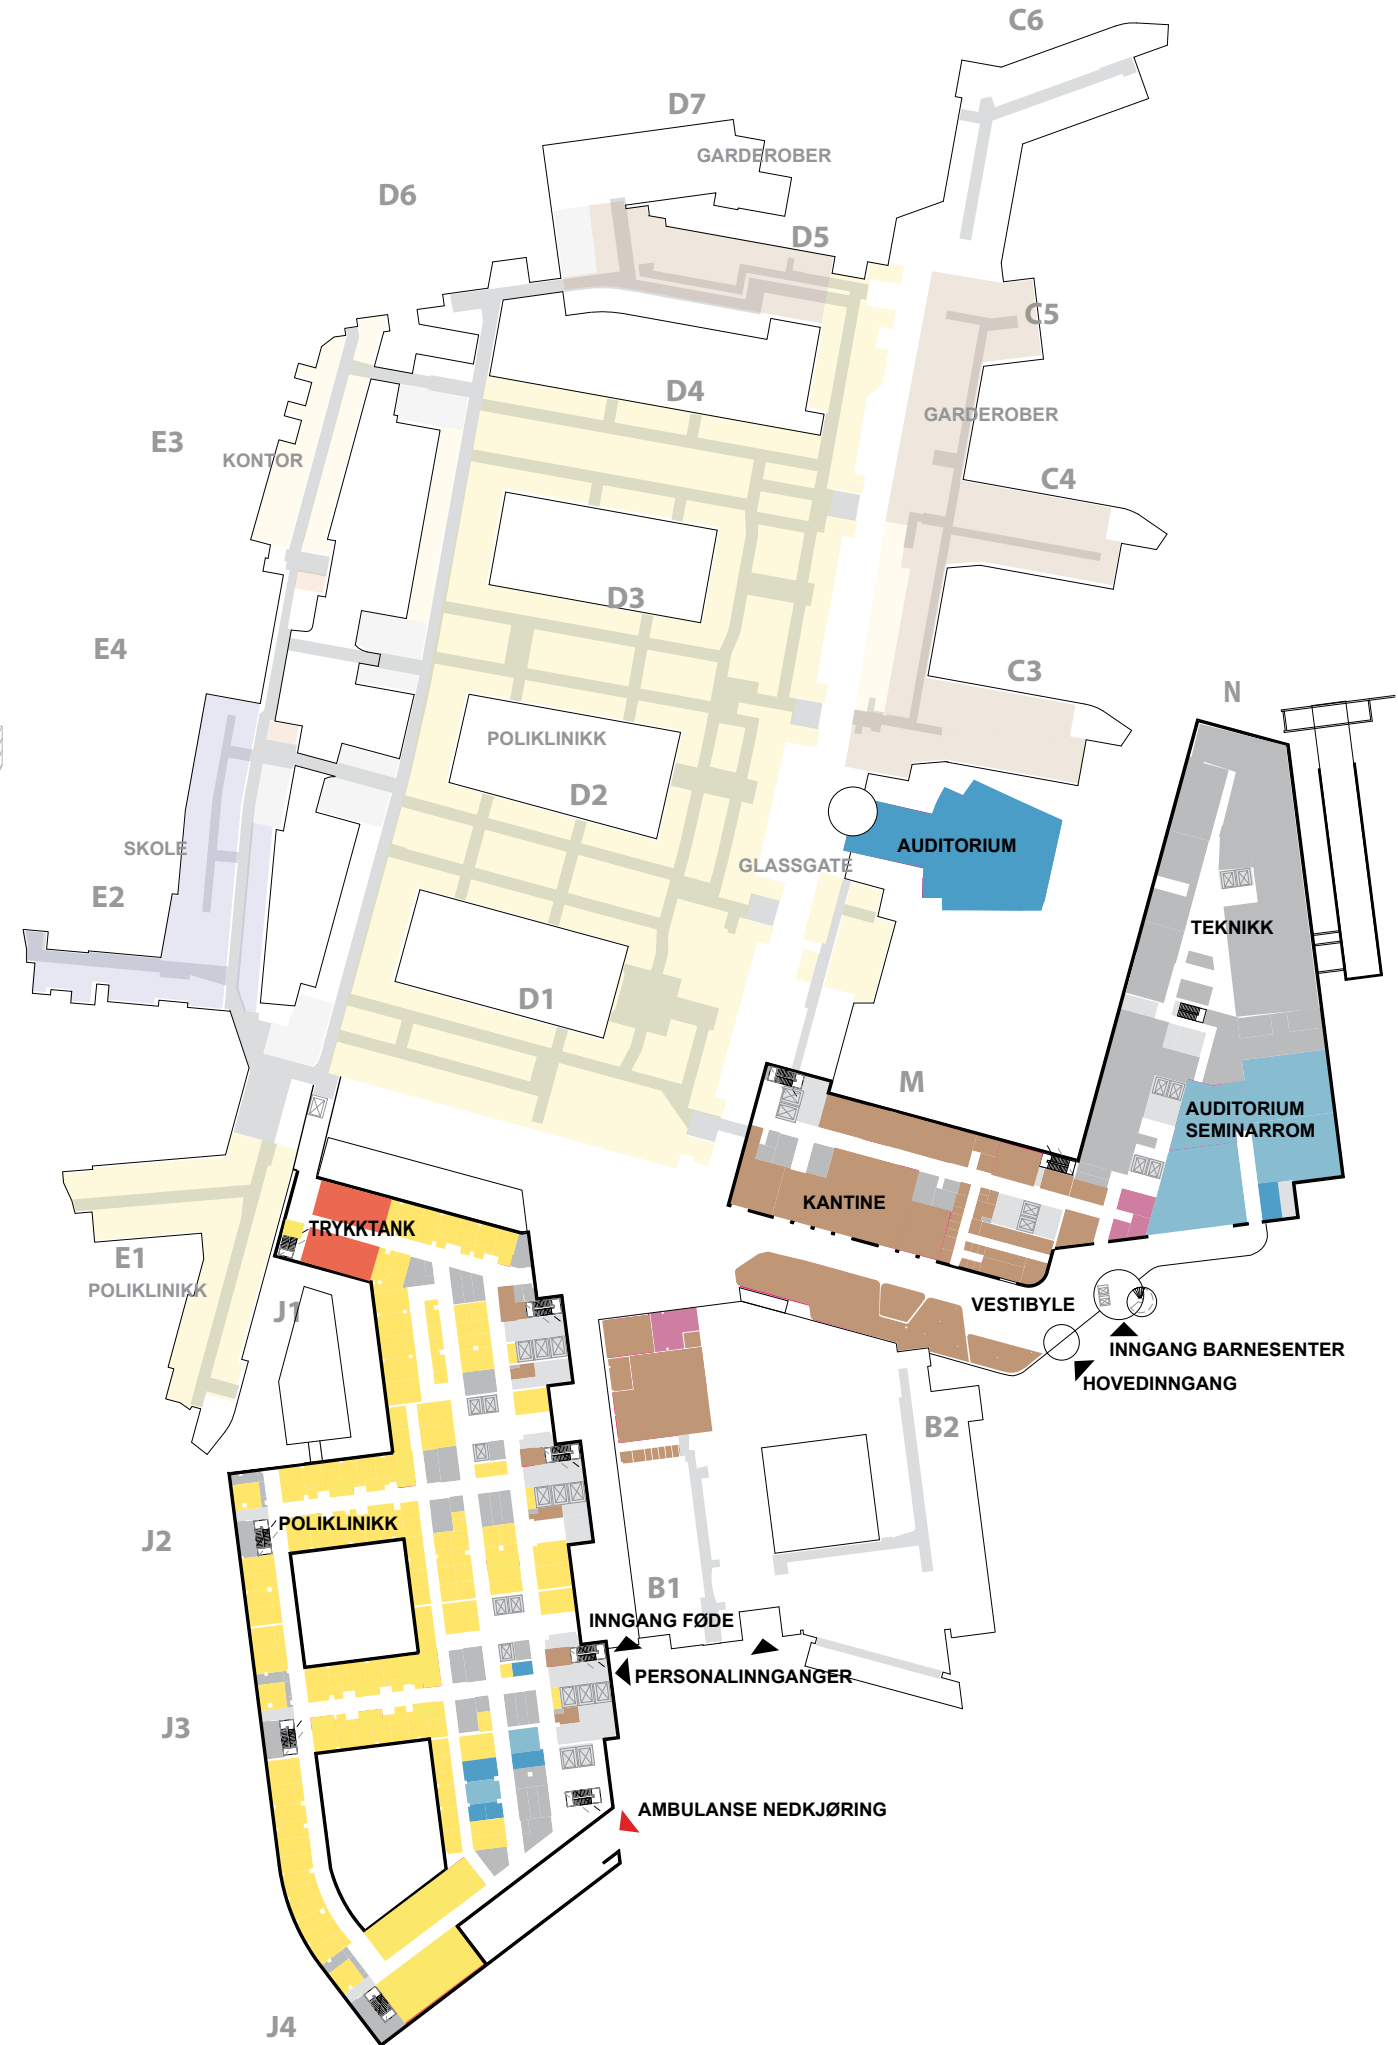 C6
D7
GARDEROBER
D6
D5
C5
D4
GARDEROBER
E3
KONTOR
C4
D3
E4
C3
N
POLIKLINIKK
D2
SKOLE
AUDITORIUM
GLASSGATE
E2
TEKNIKK
D1
M
AUDITORIUM
SEMINARROM
KANTINE
TRYKKTANK
E1
POLIKLINIKK
J1
VESTIBYLE
INNGANG BARNESENTER
HOVEDINNGANG
B2
POLIKLINIKK
J2
B1
INNGANG FØDE
PERSONALINNGANGER
J3
AMBULANSE NEDKJØRING
J4